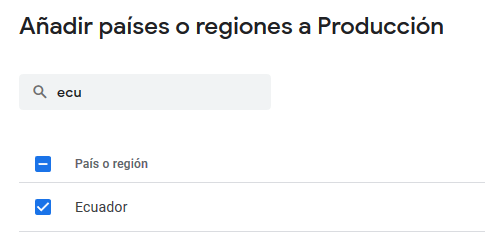 Añadir países o regiones a Producción
ecu
País o región
Ecuador